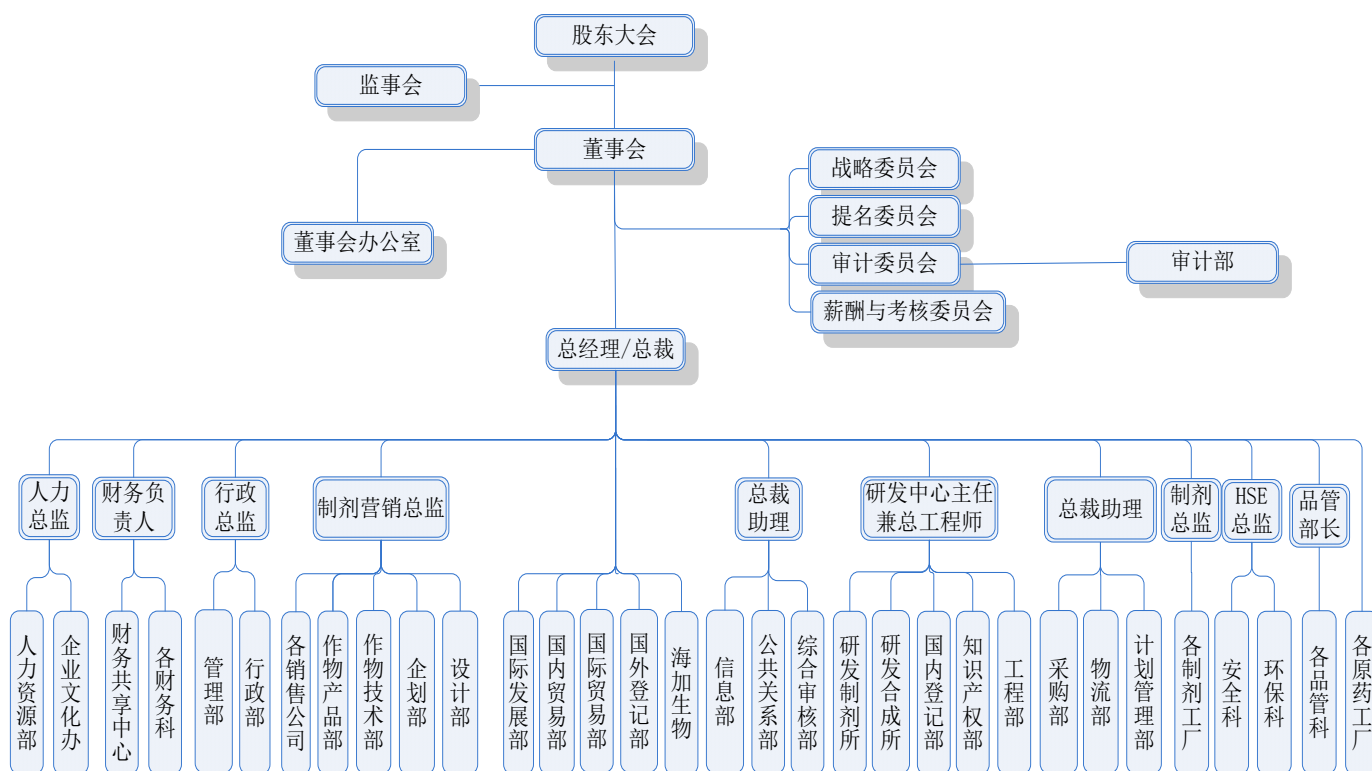 股东大会
监事会
董事会
战略委员会
提名委员会
董事会办公室
审计委员会
审计部
薪酬与考核委员会
总经理/总裁
人力
总监
财务负
责人
行政
总监
制剂营销总监
总裁
助理
研发中心主任
兼总工程师
总裁助理
制剂
总监
HSE
总监
品管
部长
人力资源部
企业文化办
财务共享中心
各财务科
管理部
行政部
各销售公司
作物产品部
作物技术部
企划部
设计部
国际发展部
国内贸易部
国际贸易部
国外登记部
海加生物
信息部
公共关系部
综合审核部
研发制剂所
研发合成所
国内登记部
知识产权部
工程部
采购部
物流部
计划管理部
各制剂工厂
安全科
环保科
各品管科
各原药工厂